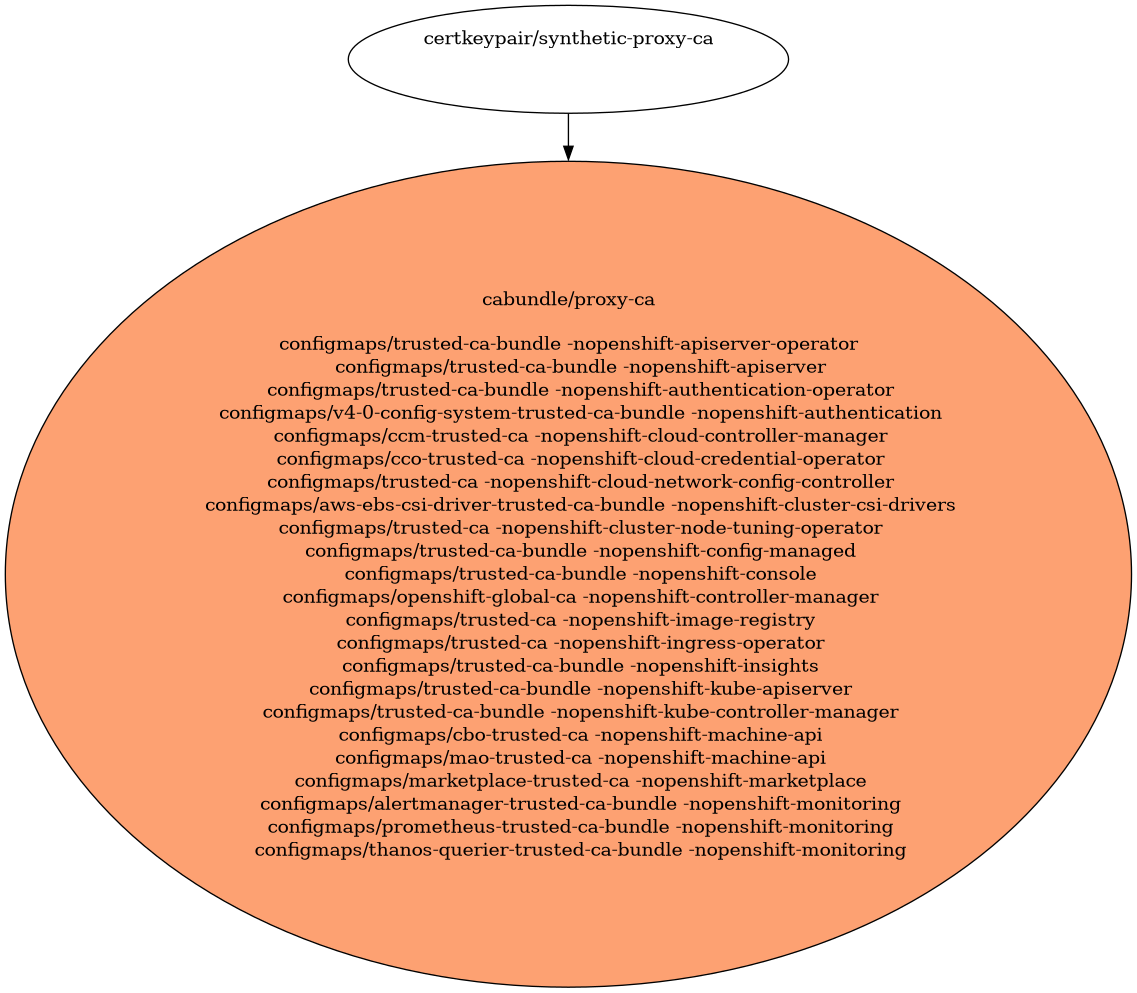 certkeypair/synthetic-proxy-ca
cabundle/proxy-ca
configmaps/trusted-ca-bundle -nopenshift-apiserver-operator
configmaps/trusted-ca-bundle -nopenshift-apiserver
configmaps/trusted-ca-bundle -nopenshift-authentication-operator
configmaps/v4-0-config-system-trusted-ca-bundle -nopenshift-authentication
configmaps/ccm-trusted-ca -nopenshift-cloud-controller-manager
configmaps/cco-trusted-ca -nopenshift-cloud-credential-operator
configmaps/trusted-ca -nopenshift-cloud-network-config-controller
configmaps/aws-ebs-csi-driver-trusted-ca-bundle -nopenshift-cluster-csi-drivers
configmaps/trusted-ca -nopenshift-cluster-node-tuning-operator
configmaps/trusted-ca-bundle -nopenshift-config-managed
configmaps/trusted-ca-bundle -nopenshift-console
configmaps/openshift-global-ca -nopenshift-controller-manager
configmaps/trusted-ca -nopenshift-image-registry
configmaps/trusted-ca -nopenshift-ingress-operator
configmaps/trusted-ca-bundle -nopenshift-insights
configmaps/trusted-ca-bundle -nopenshift-kube-apiserver
configmaps/trusted-ca-bundle -nopenshift-kube-controller-manager
configmaps/cbo-trusted-ca -nopenshift-machine-api
configmaps/mao-trusted-ca -nopenshift-machine-api
configmaps/marketplace-trusted-ca -nopenshift-marketplace
configmaps/alertmanager-trusted-ca-bundle -nopenshift-monitoring
configmaps/prometheus-trusted-ca-bundle -nopenshift-monitoring
configmaps/thanos-querier-trusted-ca-bundle -nopenshift-monitoring